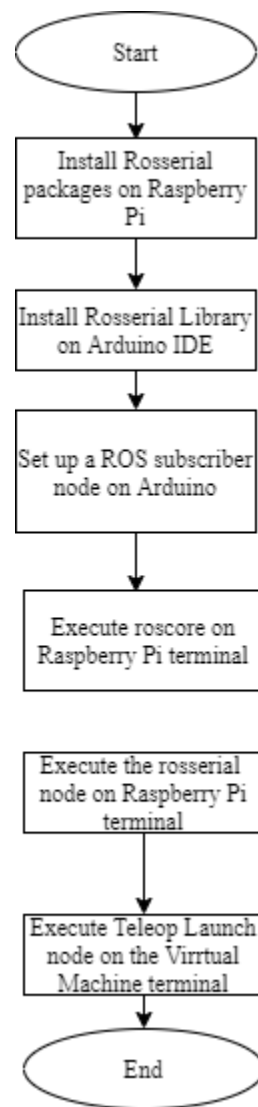 Start
Install Rosserial
packages on Raspberry
Pi
Install Rosserial Library
on Arduino IDE
Set up a ROS subscriber
node on Arduino
Execute roscore on
Raspberry Pi terminal
Execute the rosserial
node on Raspberry Pi
terminal
Execute Teleop Launch
node on the Virrtual
Machine terminal
End